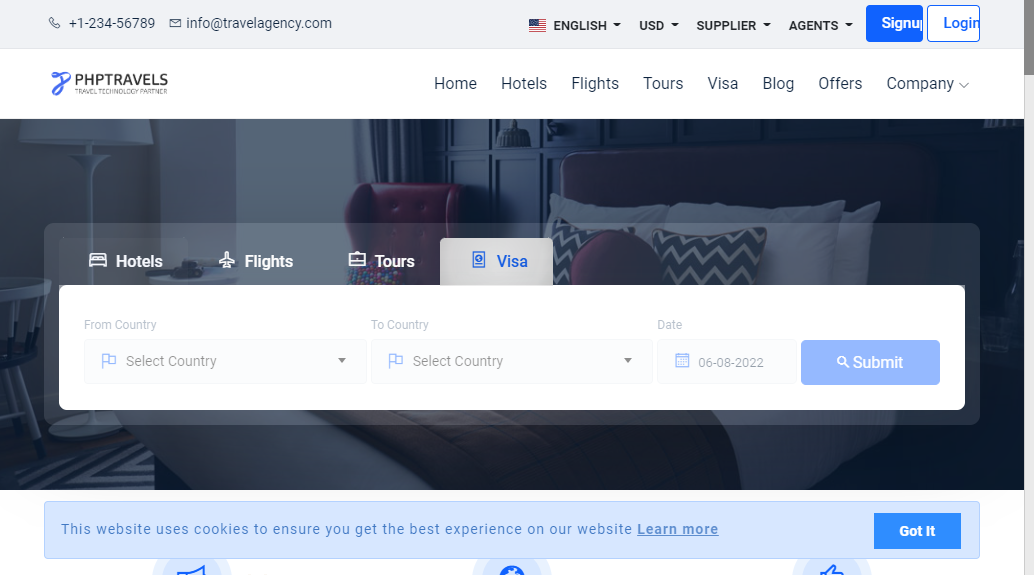 +1-234-56789 info@travelagency.com ENGLISH USD SUPPLIER AGENTS Signup Login
PHPTRAVELS
TRAVEL TECHNOLOGY PARTNER
Home Hotels Flights Tours Visa Blog Offers Company
Hotels Flights Tours Visa
From Country To Country Date
Select Country Select Country 06-08-2022 Submit
This website uses cookies to ensure you get the best experience on our website Learn more Got It